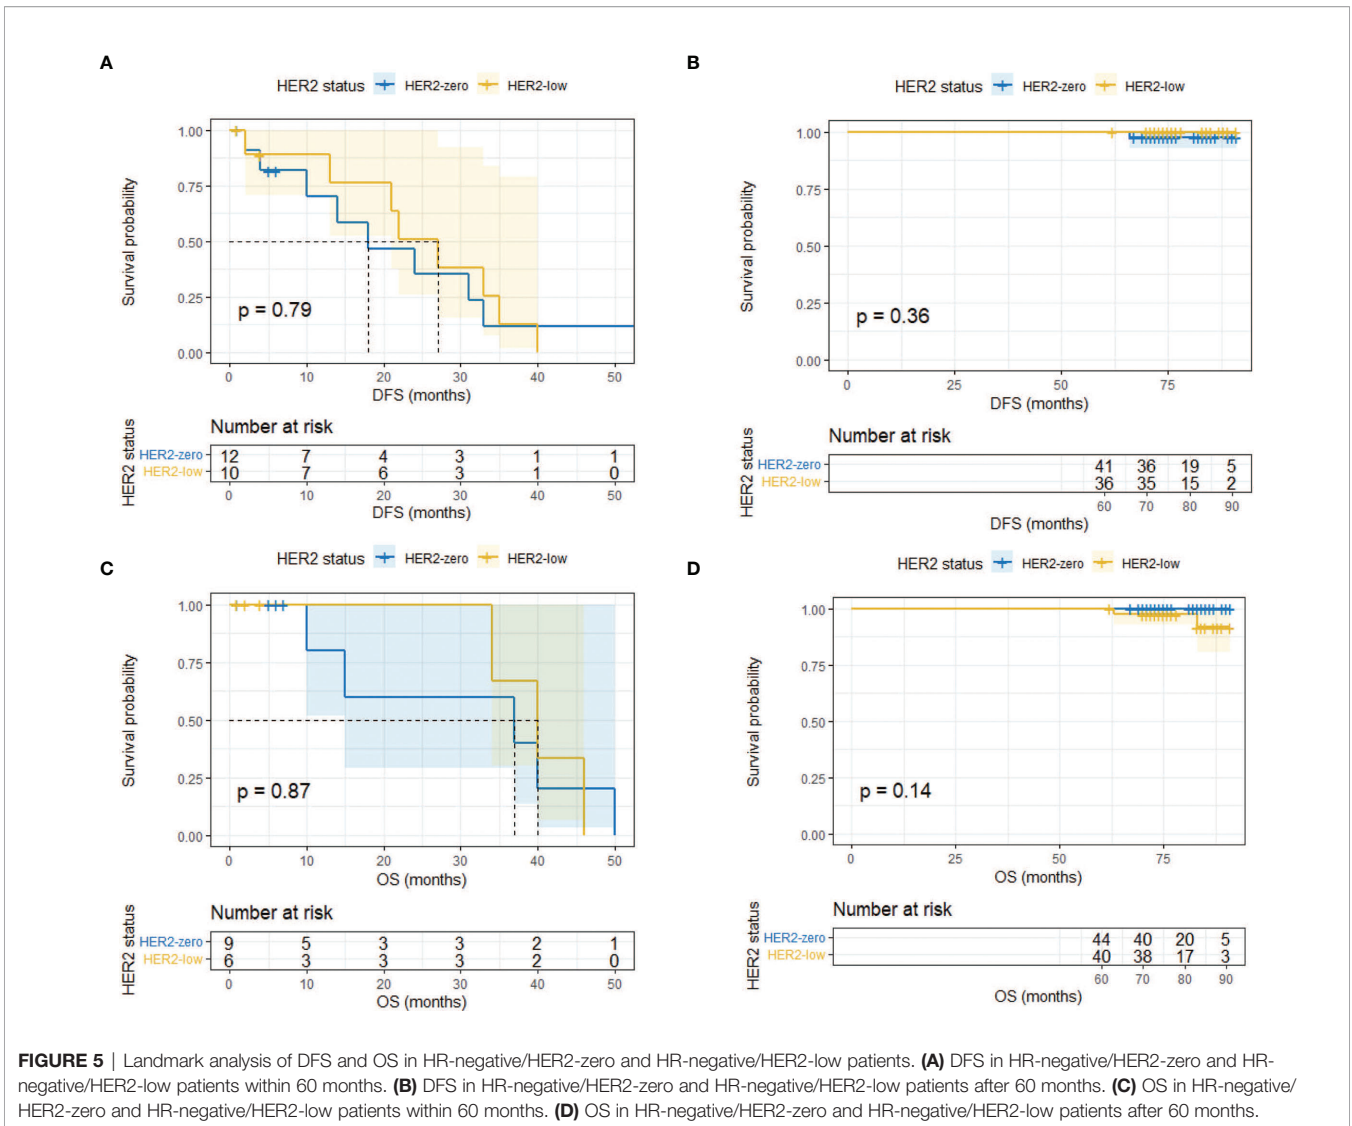 A
HER2 status HER2-zero HER2-low
1.00
0.75
0.50
0.25
0.00
Survival probability
p = 0.79
0 10 20 30 40 50
DFS (months)
Number at risk
HER2 status
HER2-zero 12 7 4 3 1 1
HER2-low 10 7 6 3 1 0
0 10 20 30 40 50
DFS (months)
B
HER2 status HER2-zero HER2-low
1.00
0.75
0.50
0.25
0.00
Survival probability
p = 0.36
0 25 50 75
DFS (months)
Number at risk
HER2 status
HER2-zero 41 36 19 5
HER2-low 36 35 15 2
60 70 80 90
DFS (months)
C
HER2 status HER2-zero HER2-low
1.00
0.75
0.50
0.25
0.00
Survival probability
p = 0.87
0 10 20 30 40 50
OS (months)
Number at risk
HER2 status
HER2-zero 9 5 3 3 2 1
HER2-low 6 3 3 3 2 0
0 10 20 30 40 50
OS (months)
D
HER2 status HER2-zero HER2-low
1.00
0.75
0.50
0.25
0.00
Survival probability
p = 0.14
0 25 50 75
OS (months)
Number at risk
HER2 status
HER2-zero 44 40 20 5
HER2-low 40 38 17 3
60 70 80 90
OS (months)
FIGURE 5 | Landmark analysis of DFS and OS in HR-negative/HER2-zero and HR-negative/HER2-low patients. (A) DFS in HR-negative/HER2-zero and HR-
negative/HER2-low patients within 60 months. (B) DFS in HR-negative/HER2-zero and HR-negative/HER2-low patients after 60 months. (C) OS in HR-negative/
HER2-zero and HR-negative/HER2-low patients within 60 months. (D) OS in HR-negative/HER2-zero and HR-negative/HER2-low patients after 60 months.